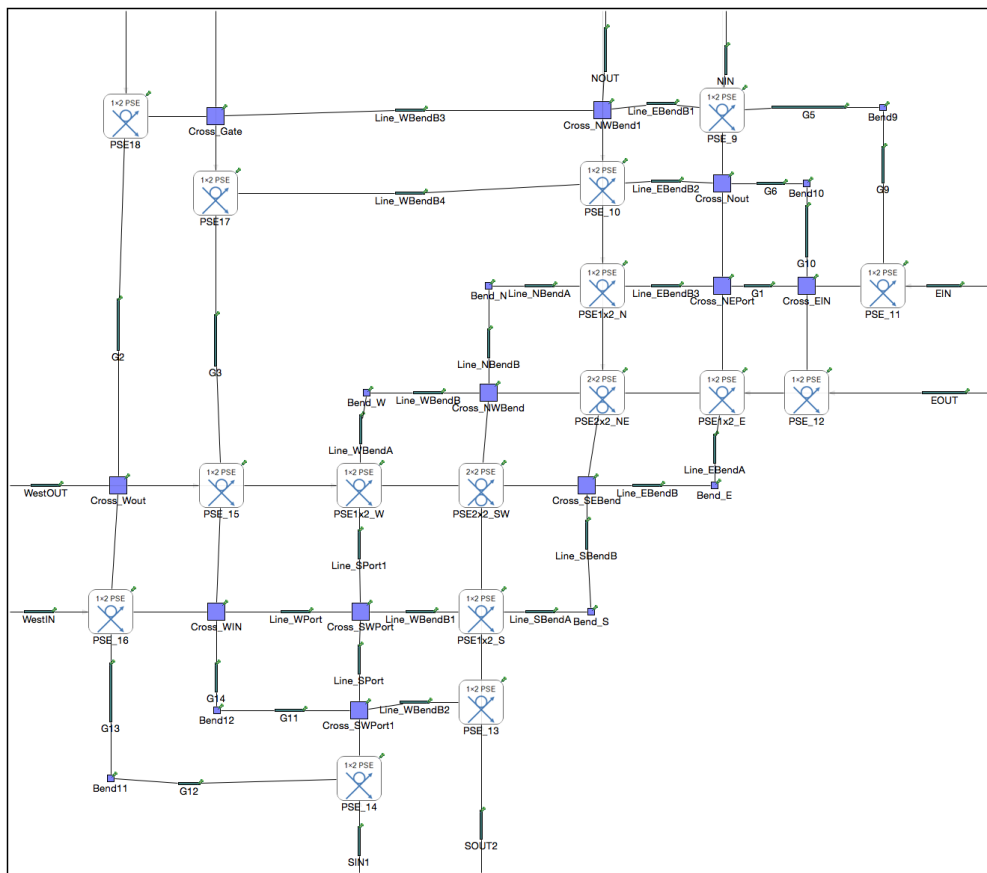 NOUT
NIN
1×2 PSE
PSE18
Cross_Gate
Line_WBendB3
Cross_NWBend1
Line_EBendB1
1×2 PSE
PSE_9
G5
Bend9
1×2 PSE
PSE17
Line_WBendB4
1×2 PSE
PSE_10
Line_EBendB2
Cross_Nout
G6
Bend10
G9
G10
Bend_N
Line_NBendA
1×2 PSE
PSE1x2_N
Line_EBendB3
Cross_NEPort
G1
Cross_EIN
1×2 PSE
PSE_11
EIN
G2
G3
Line_NBendB
Bend_W
Line_WBendB
Cross_NWBend
2×2 PSE
PSE2x2_NE
1×2 PSE
PSE1x2_E
1×2 PSE
PSE_12
EOUT
Line_WBendA
Line_EBendA
WestOUT
Cross_Wout
1×2 PSE
PSE_15
1×2 PSE
PSE1x2_W
2×2 PSE
PSE2x2_SW
Cross_SEBend
Line_EBendB
Bend_E
Line_SPort1
Line_SBendB
WestIN
1×2 PSE
PSE_16
Cross_WIN
Line_WPort
Cross_SWPort
Line_WBendB1
1×2 PSE
PSE1x2_S
Line_SBendA
Bend_S
Line_SPort
G14
G13
Bend12
G11
Cross_SWPort1
Line_WBendB2
1×2 PSE
PSE_13
Bend11
G12
1×2 PSE
PSE_14
SIN1
SOUT2